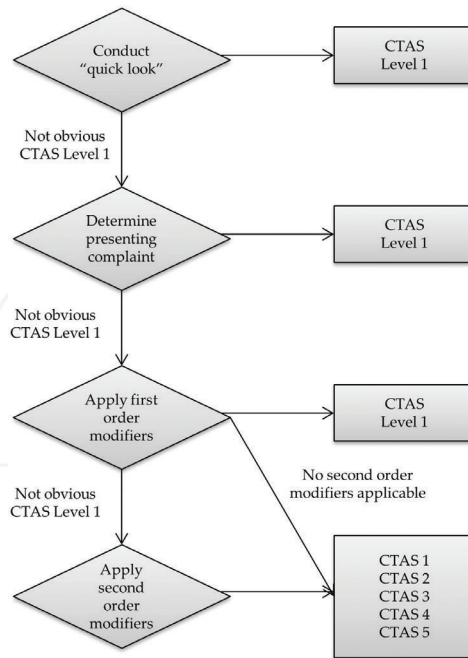 Conduct
“quick look”
CTAS
Level 1
Not obvious
CTAS Level 1
Determine
presenting
complaint
CTAS
Level 1
Not obvious
CTAS Level 1
Apply first
order
modifiers
CTAS
Level 1
No second order
modifiers applicable
Not obvious
CTAS Level 1
Apply
second
order
modifiers
CTAS 1
CTAS 2
CTAS 3
CTAS 4
CTAS 5